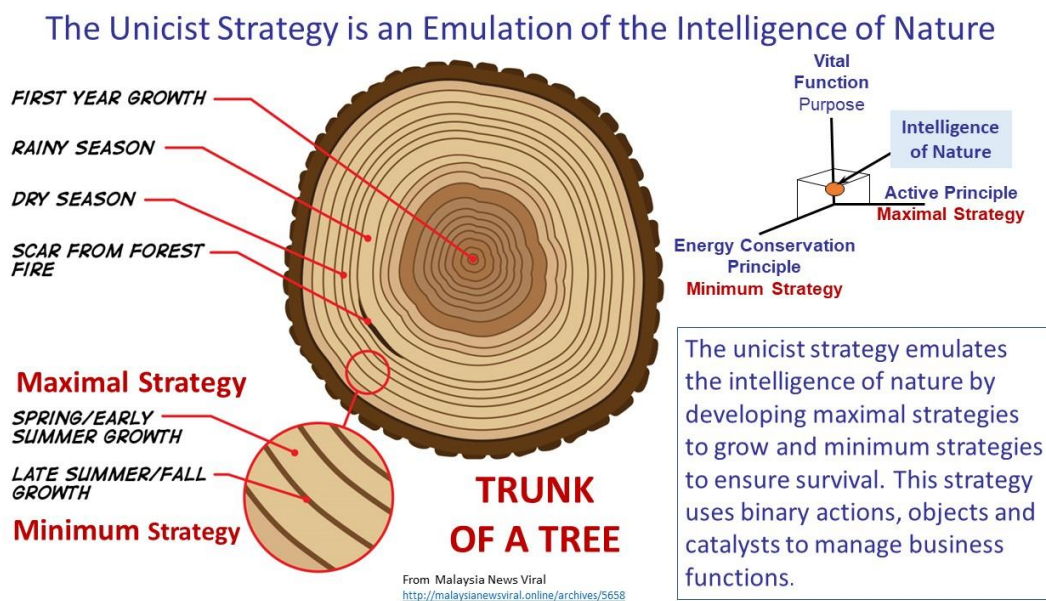 The Unicist Strategy is an Emulation of the Intelligence of Nature
FIRST YEAR GROWTH
RAINY SEASON
DRY SEASON
SCAR FROM FOREST
FIRE
Maximal Strategy
SPRING/EARLY
SUMMER GROWTH
LATE SUMMER/FALL
GROWTH
Minimum Strategy
TRUNK
OF A TREE
From Malaysia News Viral
http://malaysianewsviral.online/archives/5658
Vital
Function
Purpose
Intelligence
of Nature
Active Principle
Maximal Strategy
Energy Conservation
Principle
Minimum Strategy
The unicist strategy emulates
the intelligence of nature by
developing maximal strategies
to grow and minimum strategies
to ensure survival. This strategy
uses binary actions, objects and
catalysts to manage business
functions.